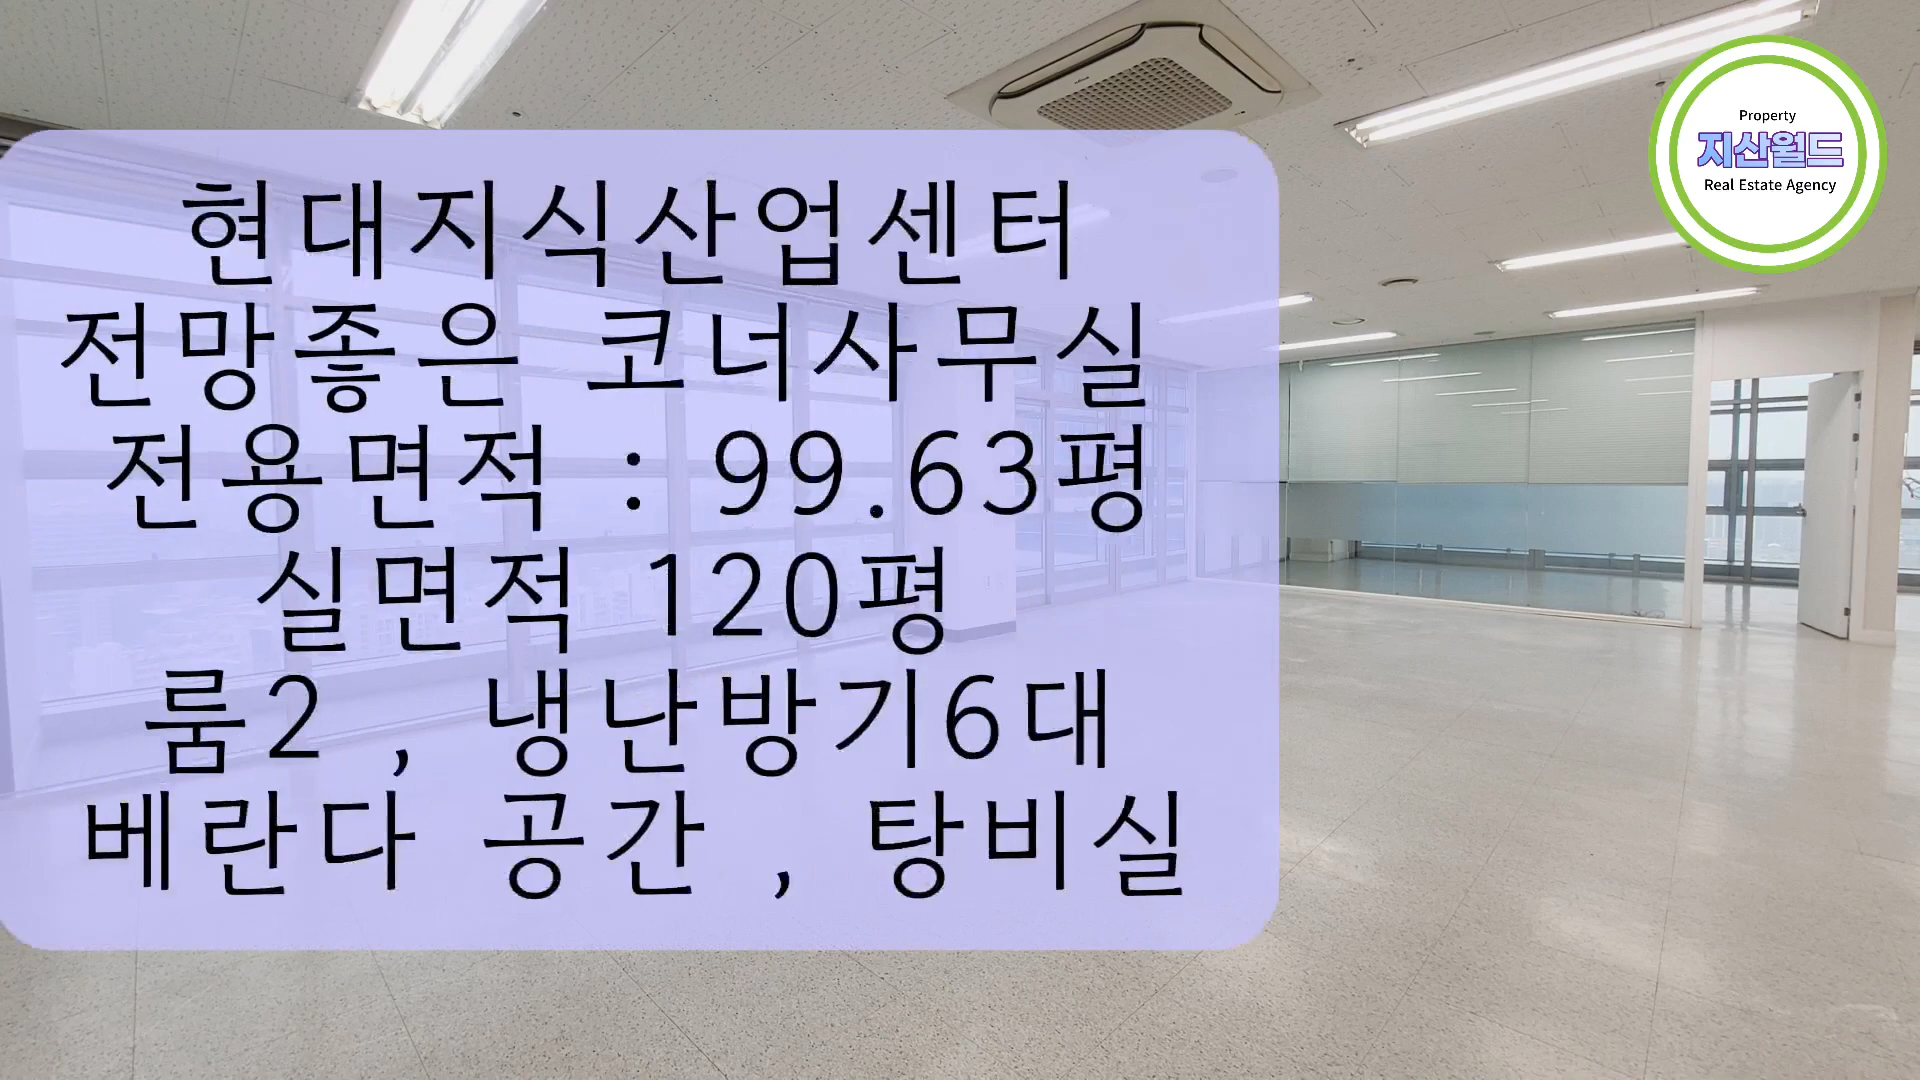 현대지식산업센터
전망좋은 코너사무실
전용면적 : 99.63평
실면적 120평
룸2 , 냉난방기6대
베란다 공간 , 탕비실
Property
지산월드
Real Estate Agency